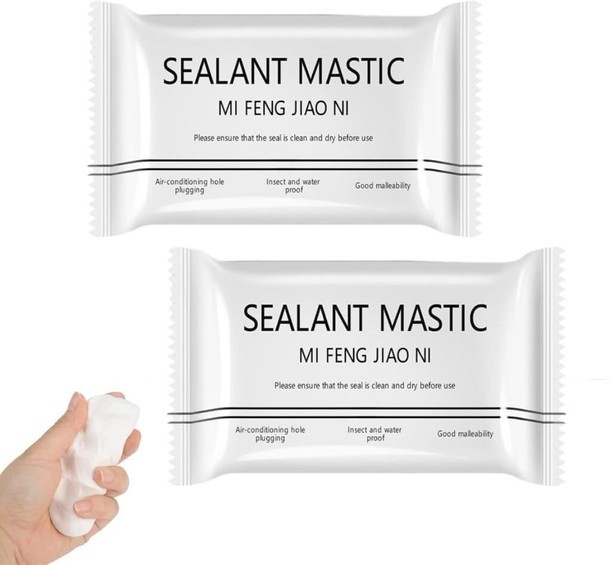 SEALANT MASTIC
MI FENG JIAO NI
Please ensure that the seal is clean and dry before use
Air-conditioning hole
plugging
Insect and water
proof
Good malleability
SEALANT MASTIC
MI FENG JIAO NI
Please ensure that the seal is clean and dry before use
Air-conditioning hole
plugging
Insect and water
proof
Good malleability